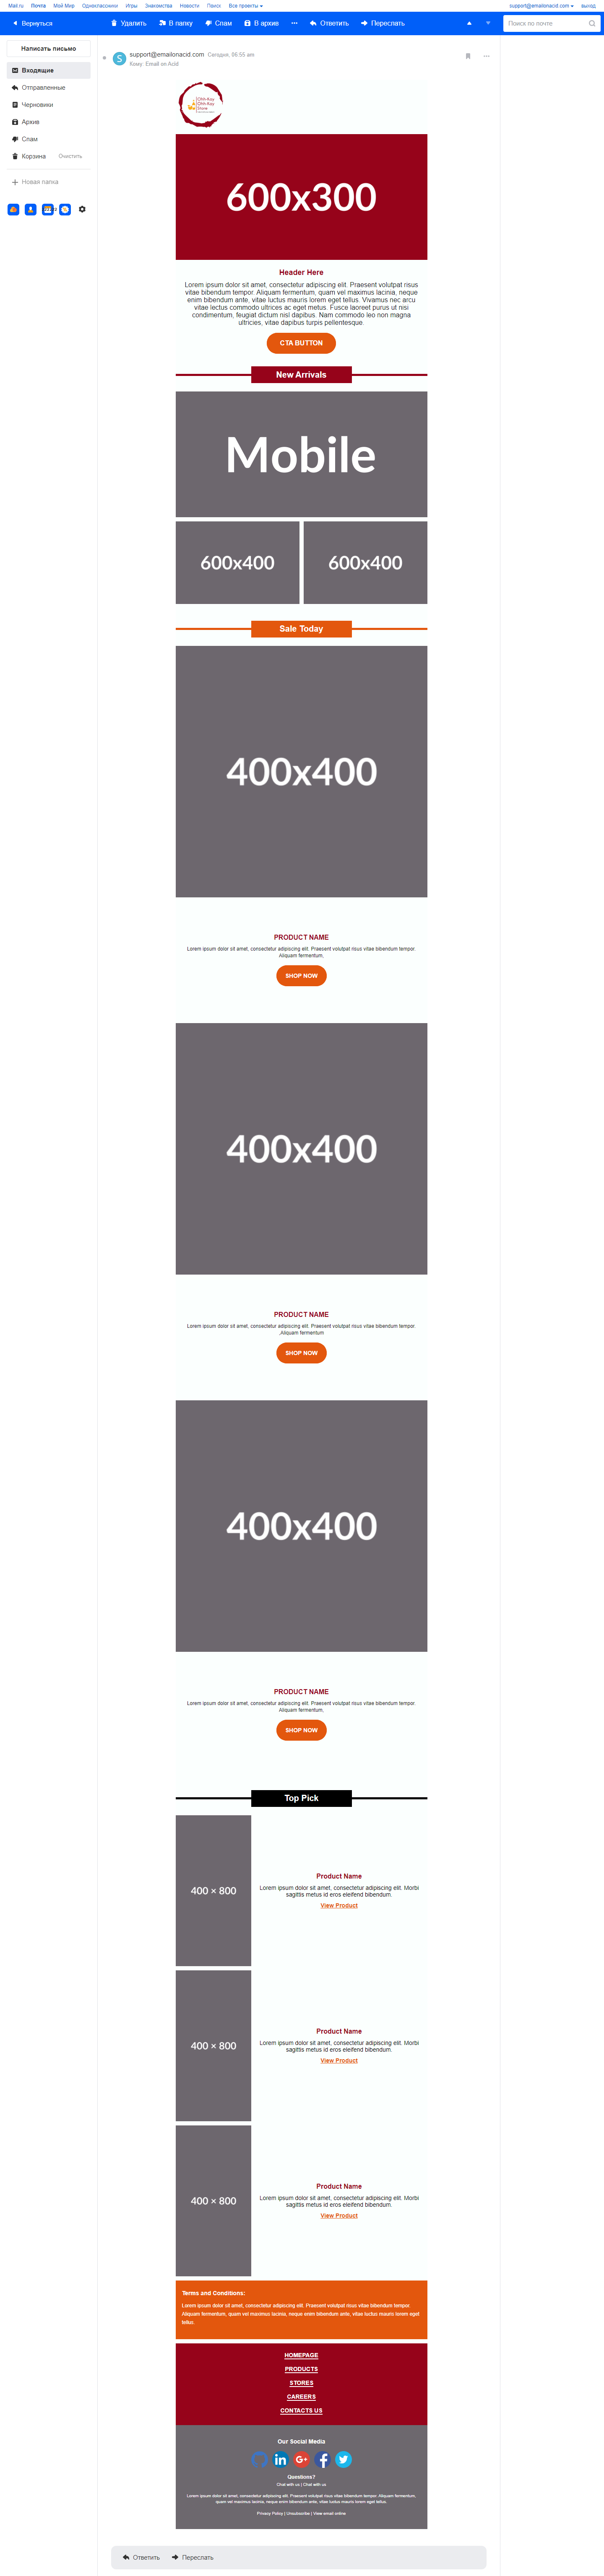 Mail.ru Почта Мой Мир Одноклассники Игры Знакомства Новости Поиск Все проекты support@emailonacid.com выход
Вернуться Удалить В папку Спам В архив Ответить Переслать Поиск по почте
Написать письмо
Входящие
Отправленные
Черновики
Архив
Спам
Корзина Очистить
Новая папка
S support@emailonacid.com Сегодня, 06:55 am
Кому: Email on Acid
600x300
Header Here
Lorem ipsum dolor sit amet, consectetur adipiscing elit. Praesent volutpat risus
vitae bibendum tempor. Aliquam fermentum, quam vel maximus lacinia, neque
enim bibendum ante, vitae luctus mauris lorem eget tellus. Vivamus nec arcu
vitae lectus commodo ultrices ac eget metus. Fusce laoreet purus ut nisi
condimentum, feugiat dictum nisl dapibus. Nam commodo leo non magna
ultricies, vitae dapibus turpis pellentesque.
CTA BUTTON
New Arrivals
Mobile
600x400 600x400
Sale Today
400x400
PRODUCT NAME
Lorem ipsum dolor sit amet, consectetur adipiscing elit. Praesent volutpat risus vitae bibendum tempor.
Aliquam fermentum,
SHOP NOW
400x400
PRODUCT NAME
Lorem ipsum dolor sit amet, consectetur adipiscing elit. Praesent volutpat risus vitae bibendum tempor.
,Aliquam fermentum
SHOP NOW
400x400
PRODUCT NAME
Lorem ipsum dolor sit amet, consectetur adipiscing elit. Praesent volutpat risus vitae bibendum tempor.
Aliquam fermentum,
SHOP NOW
Top Pick
400 × 800
Product Name
Lorem ipsum dolor sit amet, consectetur adipiscing elit. Morbi
sagittis metus id eros eleifend bibendum.
View Product
400 × 800
Product Name
Lorem ipsum dolor sit amet, consectetur adipiscing elit. Morbi
sagittis metus id eros eleifend bibendum.
View Product
400 × 800
Product Name
Lorem ipsum dolor sit amet, consectetur adipiscing elit. Morbi
sagittis metus id eros eleifend bibendum.
View Product
Terms and Conditions:
Lorem ipsum dolor sit amet, consectetur adipiscing elit. Praesent volutpat risus vitae bibendum tempor.
Aliquam fermentum, quam vel maximus lacinia, neque enim bibendum ante, vitae luctus mauris lorem eget
tellus.
HOMEPAGE
PRODUCTS
STORES
CAREERS
CONTACTS US
Our Social Media
Questions?
Chat with us | Chat with us
Lorem ipsum dolor sit amet, consectetur adipiscing elit. Praesent volutpat risus vitae bibendum tempor. Aliquam fermentum,
quam vel maximus lacinia, neque enim bibendum ante, vitae luctus mauris lorem eget tellus.
Privacy Policy | Unsubscribe | View email online
Ответить Переслать